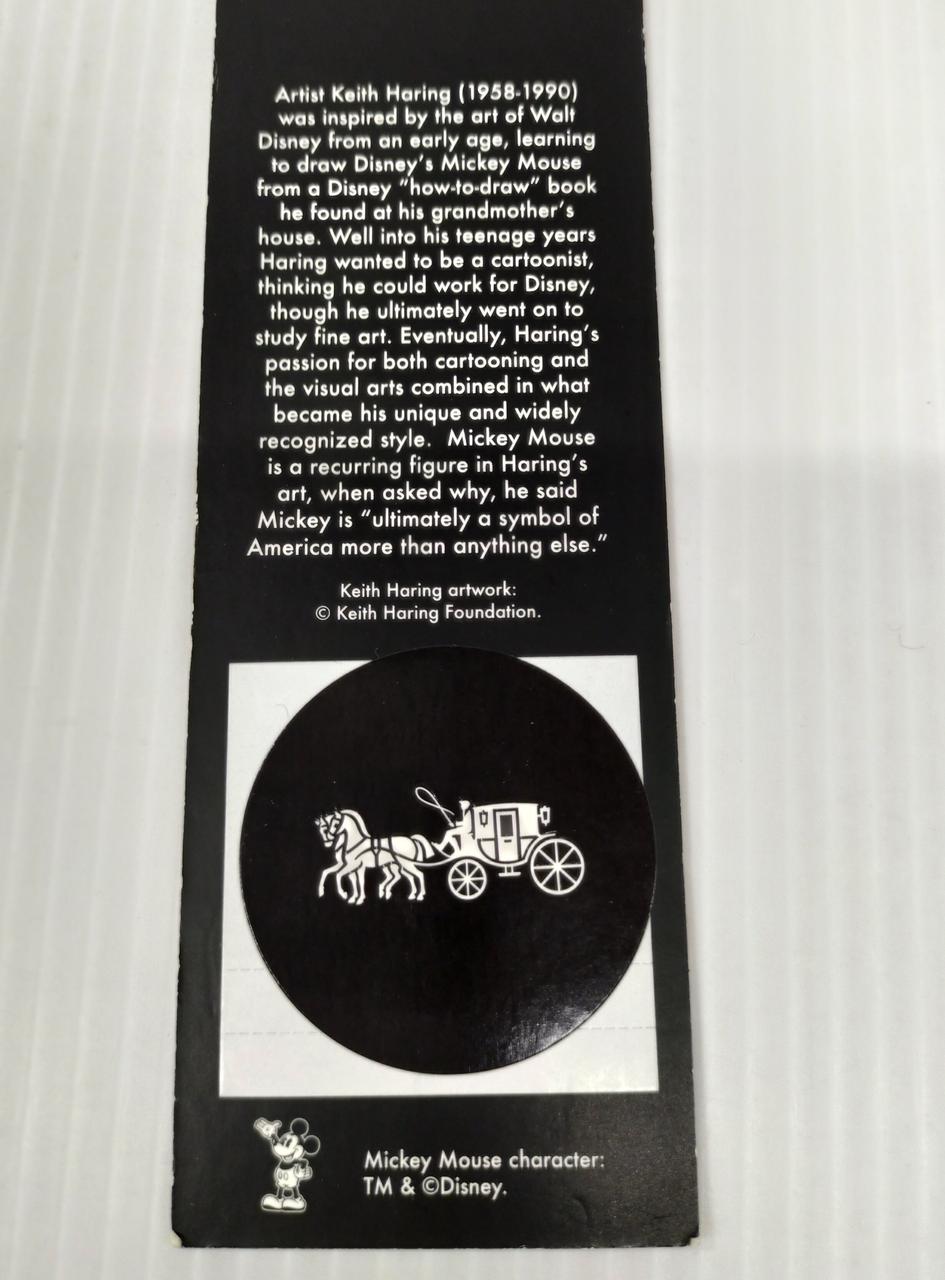 Artist Keith Haring (1958-1990)
was inspired by the art of Walt
Disney from an early age, learning
to draw Disney's Mickey Mouse
from a Disney "how-to-draw" book
he found at his grandmother's
house. Well into his teenage years
Haring wanted to be a cartoonist,
thinking he could work for Disney,
though he ultimately went on to
study fine art. Eventually, Haring's
passion for both cartooning and
the visual arts combined in what
became his unique and widely
recognized style.  Mickey Mouse
is a recurring figure in Haring's
art, when asked why, he said
Mickey is "ultimately a symbol of
America more than anything else."
Keith Haring artwork:
© Keith Haring Foundation.
Mickey Mouse character:
TM & ©Disney.